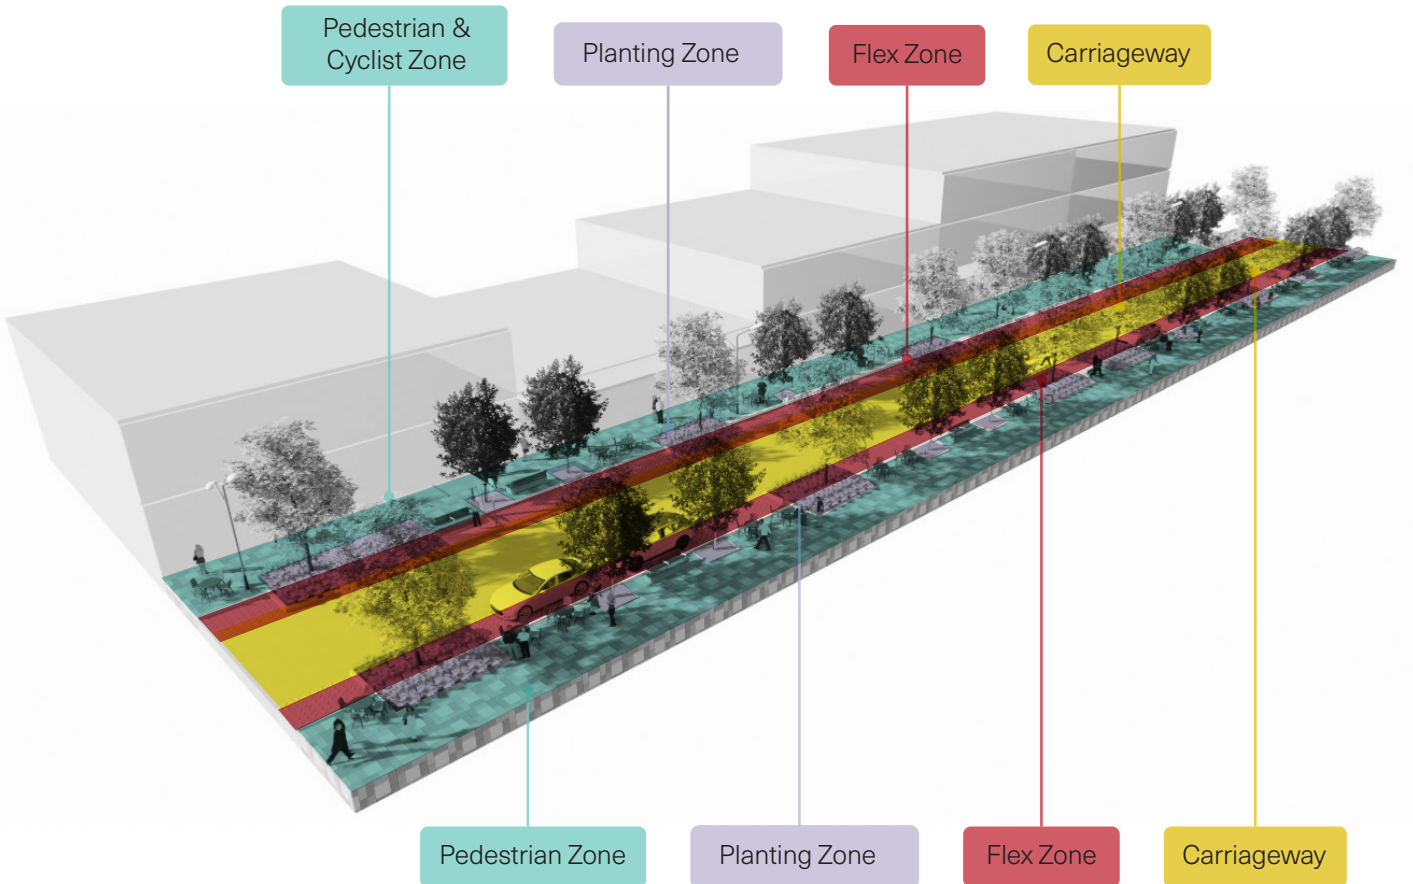 Pedestrian &
Cyclist Zone
Planting Zone
Flex Zone
Carriageway
Pedestrian Zone
Planting Zone
Flex Zone
Carriageway